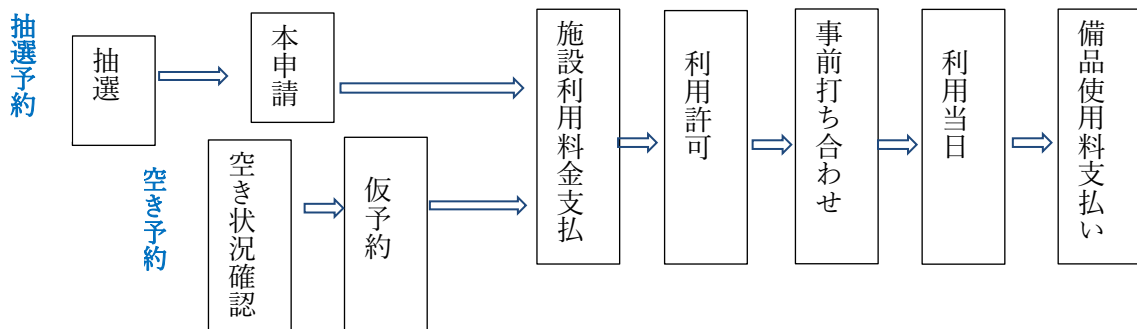 抽選予約
抽選
本申請
空き予約
空き状況確認
仮予約
施設利用料金支払
利用許可
事前打ち合わせ
利用当日
備品使用料支払い